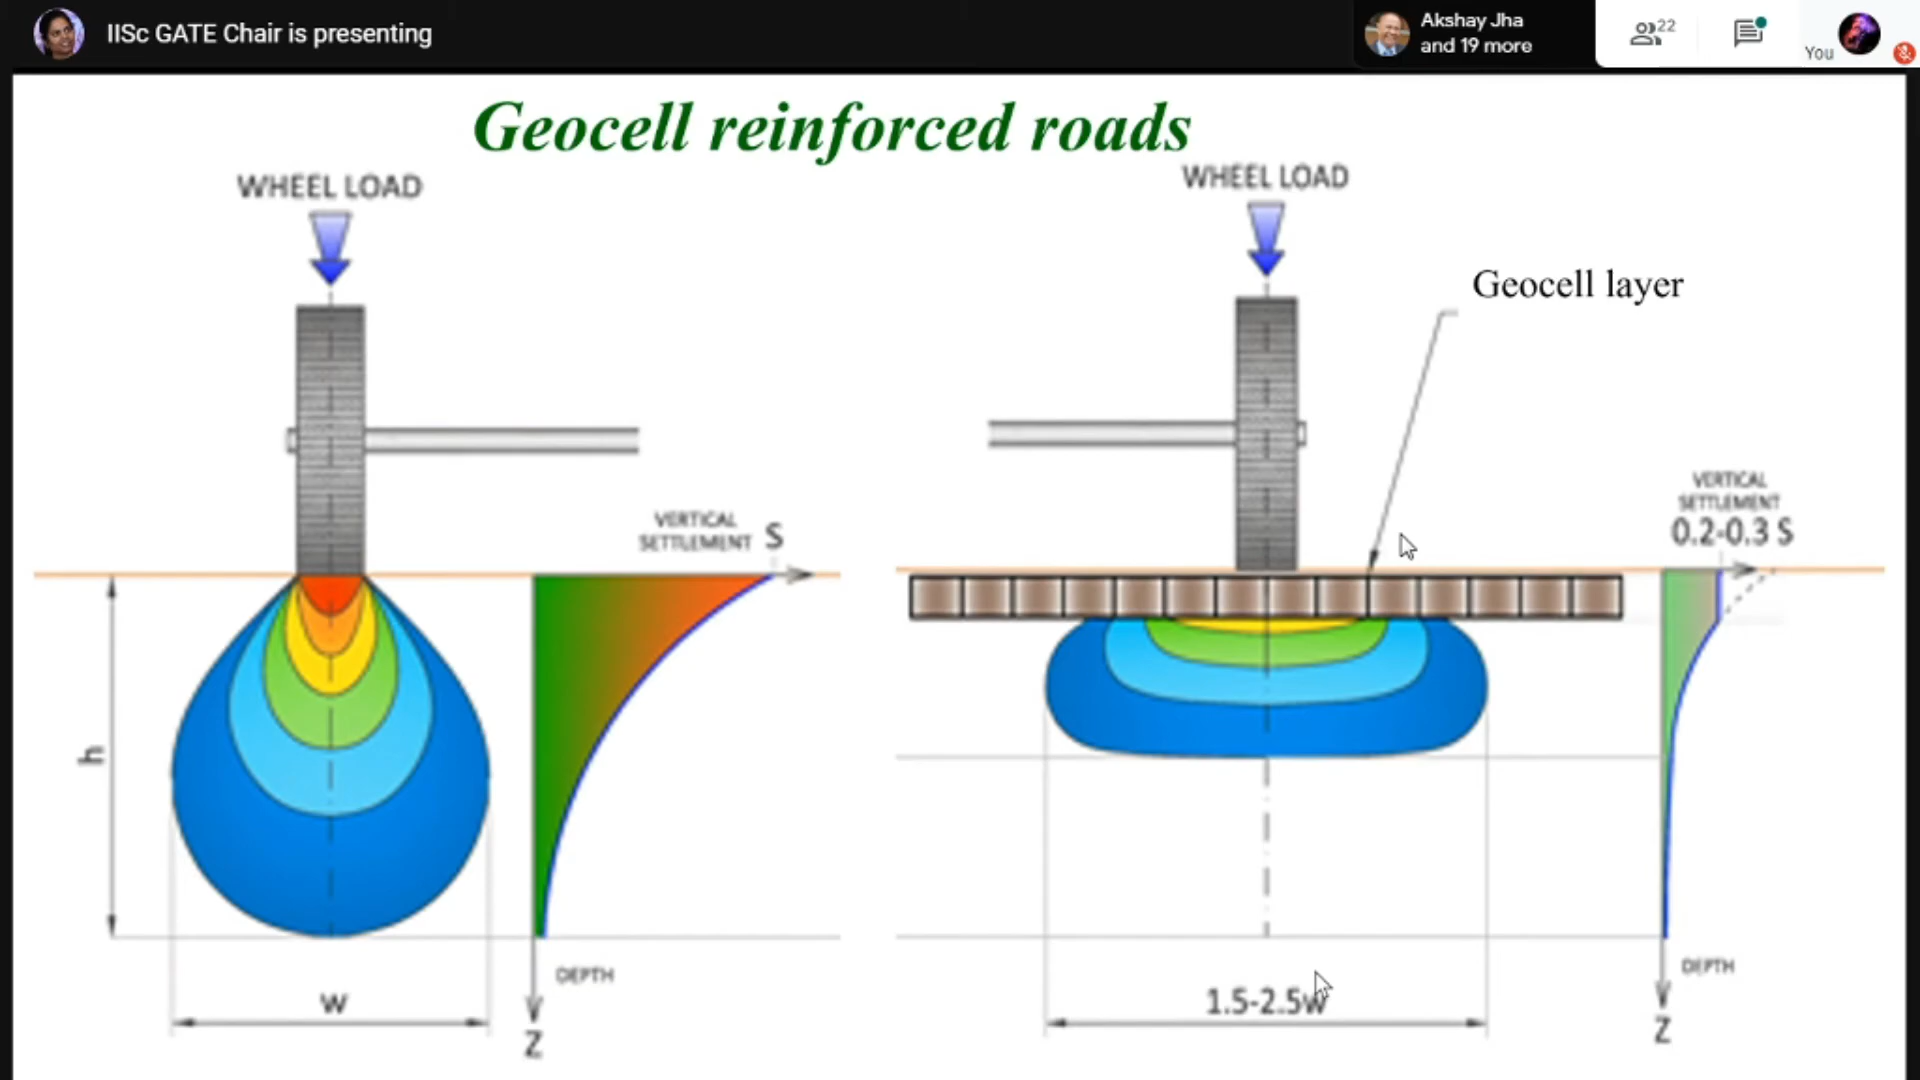 IISc GATE Chair is presenting
Akshay Jha
and 19 more
22
You
Geocell reinforced roads
WHEEL LOAD
WHEEL LOAD
Geocell layer
VERTICAL
SETTLEMENT S
VERTICAL
SETTLEMENT
0.2-0.3 S
h
DEPTH
DEPTH
w
1.5-2.5w
Z
Z